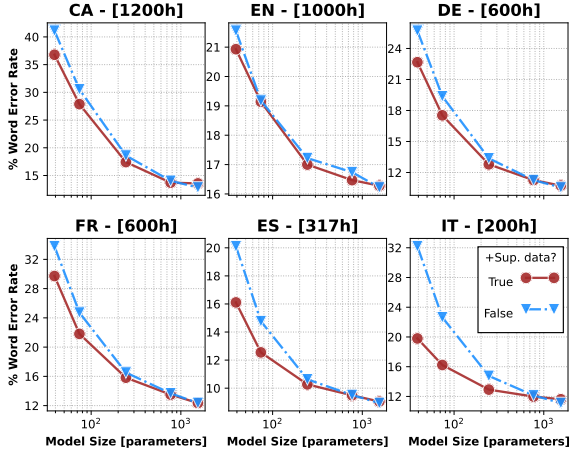 CA - [1200h]
EN - [1000h]
DE - [600h]
% Word Error Rate
40
35
30
25
20
15
21
20
19
18
17
16
24
21
18
15
12
FR - [600h]
ES - [317h]
IT - [200h]
% Word Error Rate
32
28
24
20
16
12
20
18
16
14
12
10
32
28
24
20
16
12
+Sup. data?
True
False
10²
10³
10²
10³
10²
10³
Model Size [parameters]
Model Size [parameters]
Model Size [parameters]